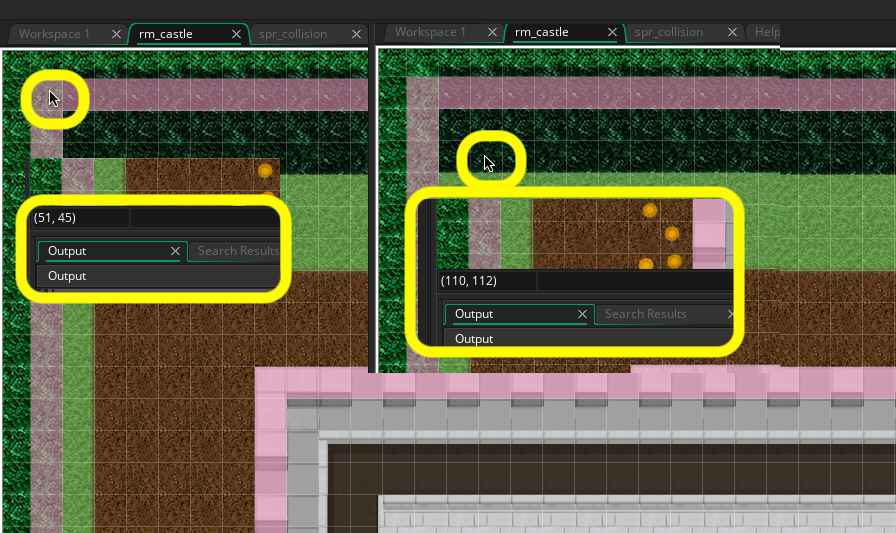 Workspace 1 rm_castle spr_collision
Workspace 1 rm_castle spr_collision Help
(51, 45)
Output Search Results
Output
(110, 112)
Output Search Results
Output